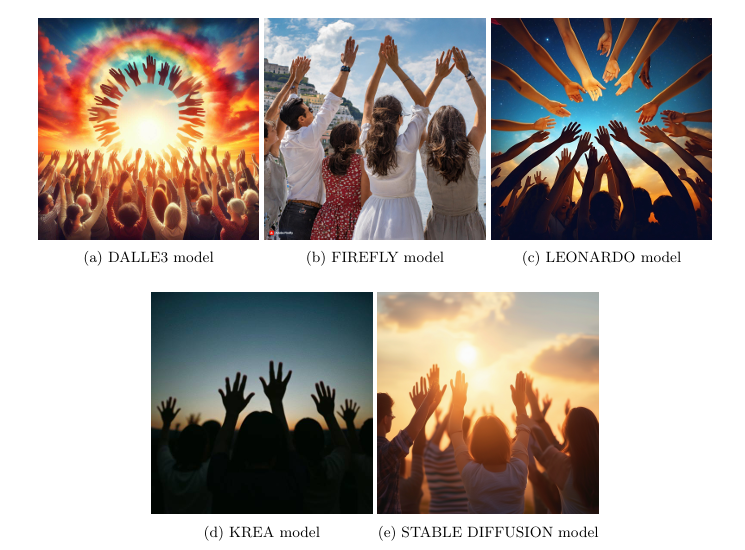 (a) DALLE3 model
(b) FIREFLY model
(c) LEONARDO model
(d) KREA model
(e) STABLE DIFFUSION model